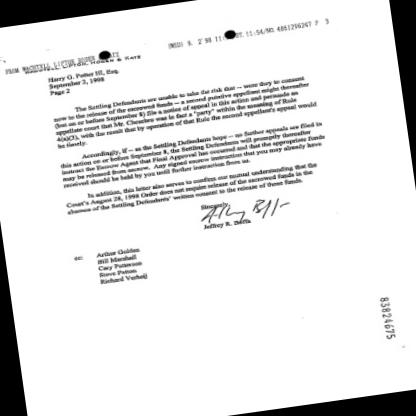 FROM WACHTELL LIPTON ROSEN & KATZ
(WED) 9. 2'98 11:
WACHTELL, LIPTON, ROSEN & KATZ
Harry G. Potter III, Esq.
September 2, 1998
Page 2
The Settling Defendants are unable to take the risk that -- were they to consent
now to the release of the escrowed funds -- a second putative appellant might thereafter
(but on or before September 8) file a notice of appeal in this action and persuade an
appellate court that Mr. Cheeckro was in fact a "party" within the meaning of Rule
4(a)(3), with the result that by operation of that Rule the second appellant's appeal would
be timely.
Accordingly, if -- as the Settling Defendants hope -- no further appeals are filed in
this action on or before September 8, the Settling Defendants will promptly thereafter
instruct the Escrow Agent that Final Approval has occurred and that the appropriate funds
may be released from escrow. Any signed escrow instruction that you may already have
received should be held by you until further instruction from us.
In addition, this letter also serves to confirm our mutual understanding that the
Court's August 28, 1998 Order does not require release of the escrowed funds in the
absence of the Settling Defendants' written consent to the release of those funds.
Sincerely,
Jeffrey R. Boffa
cc: Arthur Golden
Bill Marshall
Cary Patterson
Steve Patton
Richard Verheij
83824675